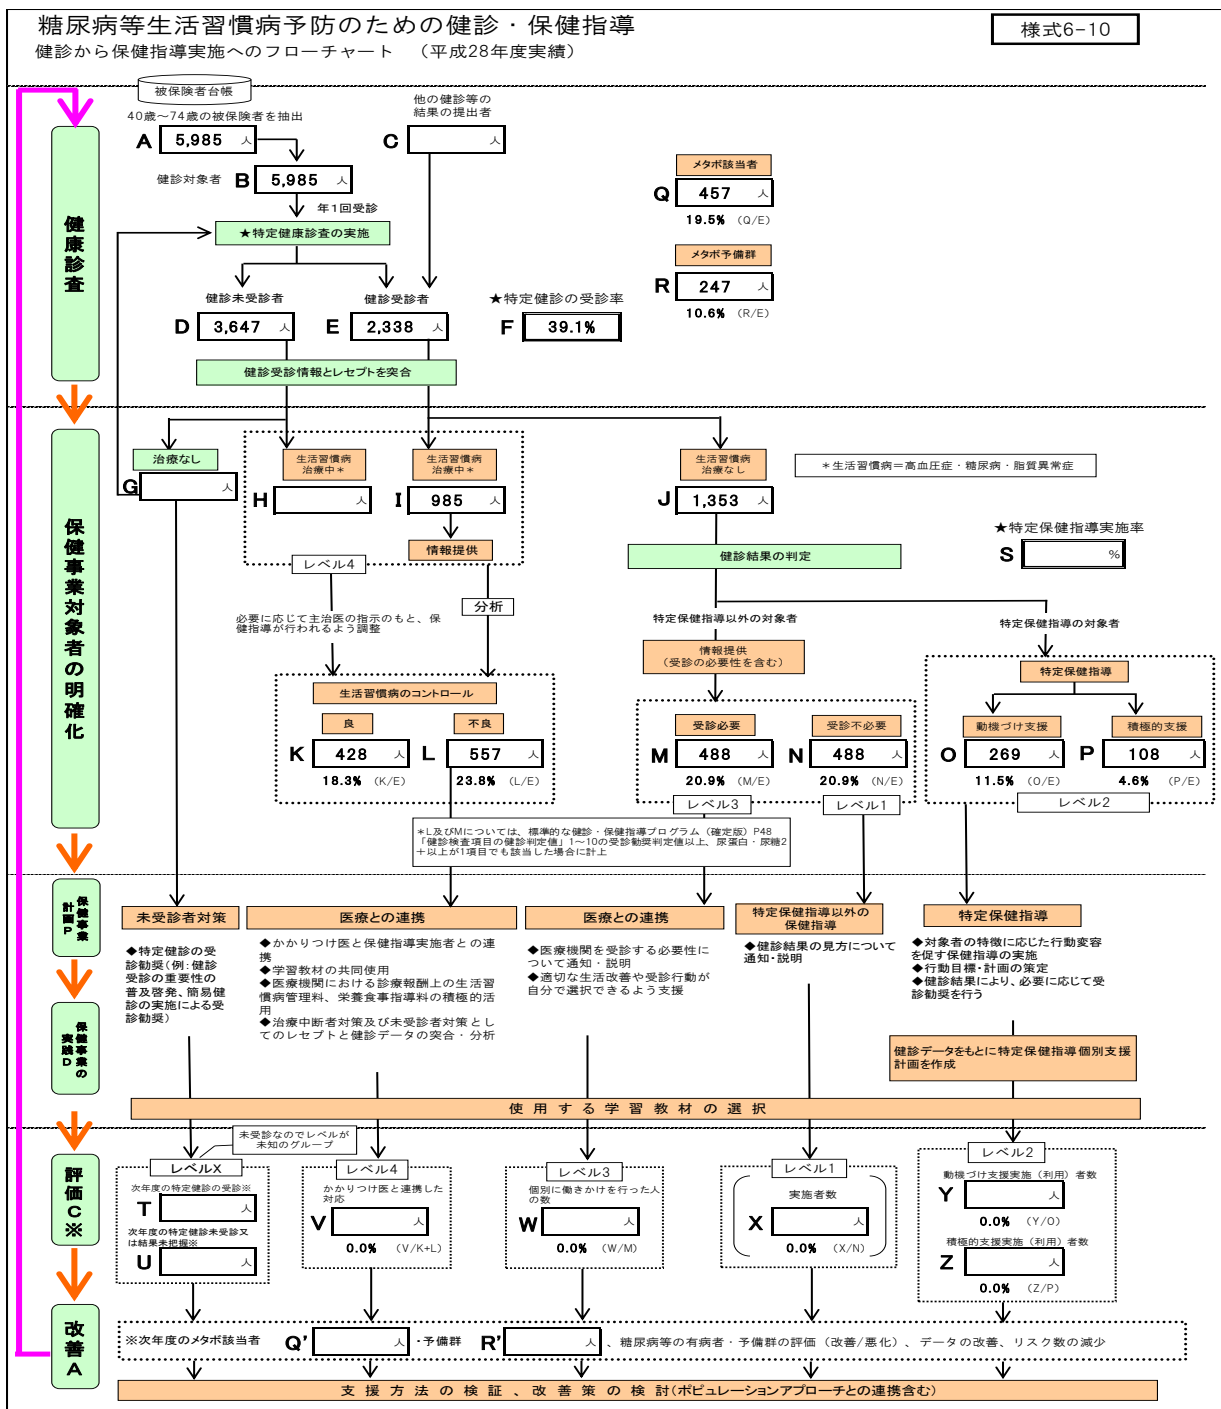 糖尿病等生活習慣病予防のための健診・保健指導
様式6-10
健診から保健指導実施へのフローチャート （平成28年度実績）
被保険者台帳
40歳～74歳の被保険者を抽出
他の健診等の
結果の提出者
A 5,985 人
C 人
健診対象者 B 5,985 人
年1回受診
メタボ該当者
Q 457 人
19.5% (Q/E)
★特定健康診査の実施
メタボ予備群
R 247 人
10.6% (R/E)
健康診査
健診未受診者
健診受診者
★特定健診の受診率
D 3,647 人
E 2,338 人
F 39.1%
健診受診情報とレセプトを突合
保健事業対象者の明確化
治療なし
G 人
生活習慣病
治療中＊
H 人
生活習慣病
治療中＊
I 985 人
情報提供
レベル4
生活習慣病
治療なし
J 1,353 人
＊生活習慣病＝高血圧症・糖尿病・脂質異常症
★特定保健指導実施率
S %
健診結果の判定
分析
必要に応じて主治医の指示のもと、保
健指導が行われるよう調整
特定保健指導以外の対象者
特定保健指導の対象者
情報提供
（受診の必要性を含む）
特定保健指導
生活習慣病のコントロール
良
不良
受診必要
受診不必要
動機づけ支援
積極的支援
K 428 人
L 557 人
M 488 人
N 488 人
O 269 人
P 108 人
18.3% (K/E)
23.8% (L/E)
20.9% (M/E)
20.9% (N/E)
11.5% (O/E)
4.6% (P/E)
レベル3
レベル1
レベル2
＊L及びMについては、標準的な健診・保健指導プログラム（確定版）P48
「健診検査項目の健診判定値」1～10の受診勧奨判定値以上、尿蛋白・尿糖2
＋以上が1項目でも該当した場合に計上
保健事業
計画P
未受診者対策
医療との連携
医療との連携
特定保健指導以外の
保健指導
特定保健指導
◆特定健診の受
診勧奨(例：健診
受診の重要性の
普及啓発、簡易健
診の実施による受
診勧奨)
◆かかりつけ医と保健指導実施者との連
携
◆学習教材の共同使用
◆医療機関における診療報酬上の生活習
慣病管理料、栄養食事指導料の積極的活
用
◆治療中断者対策及び未受診者対策とし
てのレセプトと健診データの突合・分析
◆医療機関を受診する必要性に
ついて通知・説明
◆適切な生活改善や受診行動が
自分で選択できるよう支援
◆健診結果の見方について
通知・説明
◆対象者の特徴に応じた行動変容
を促す保健指導の実施
◆行動目標・計画の策定
◆健診結果により、必要に応じて受
診勧奨を行う
保健事業の
実践D
健診データをもとに特定保健指導個別支援
計画を作成
使用する学習教材の選択
評価C※
未受診なのでレベルが
未知のグループ
レベルX
次年度の特定健診の受診※
T 人
次年度の特定健診未受診又
は結果未把握※
U 人
レベル4
かかりつけ医と連携した
対応
V 人
0.0% (V/K+L)
レベル3
個別に働きかけを行った人
の数
W 人
0.0% (W/M)
レベル1
実施者数
X 人
0.0% (X/N)
レベル2
動機づけ支援実施（利用）者数
Y 人
0.0% (Y/O)
積極的支援実施（利用）者数
Z 人
0.0% (Z/P)
改善A
※次年度のメタボ該当者 Q' 人 ・予備群 R' 人 、糖尿病等の有病者・予備群の評価（改善/悪化）、データの改善、リスク数の減少
支援方法の検証、改善策の検討(ポピュレーションアプローチとの連携含む)